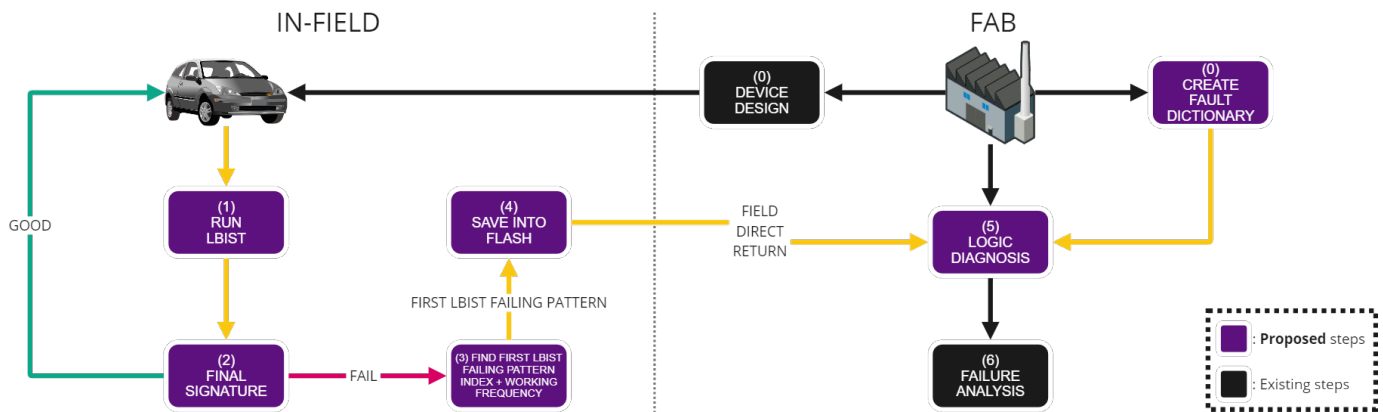 IN-FIELD
FAB
(0)
DEVICE
DESIGN
(0)
CREATE
FAULT
DICTIONARY
(1)
RUN
LBIST
GOOD
(4)
SAVE INTO
FLASH
FIELD
DIRECT
RETURN
(5)
LOGIC
DIAGNOSIS
FIRST LBIST FAILING PATTERN
(2)
FINAL
SIGNATURE
FAIL
(3) FIND FIRST LBIST
FAILING PATTERN
INDEX + WORKING
FREQUENCY
(6)
FAILURE
ANALYSIS
: Proposed steps
: Existing steps